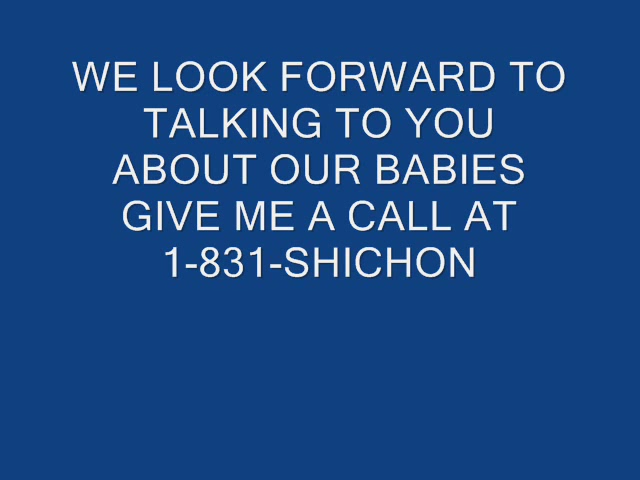 WE LOOK FORWARD TO
TALKING TO YOU
ABOUT OUR BABIES
GIVE ME A CALL AT
1-831-SHICHON